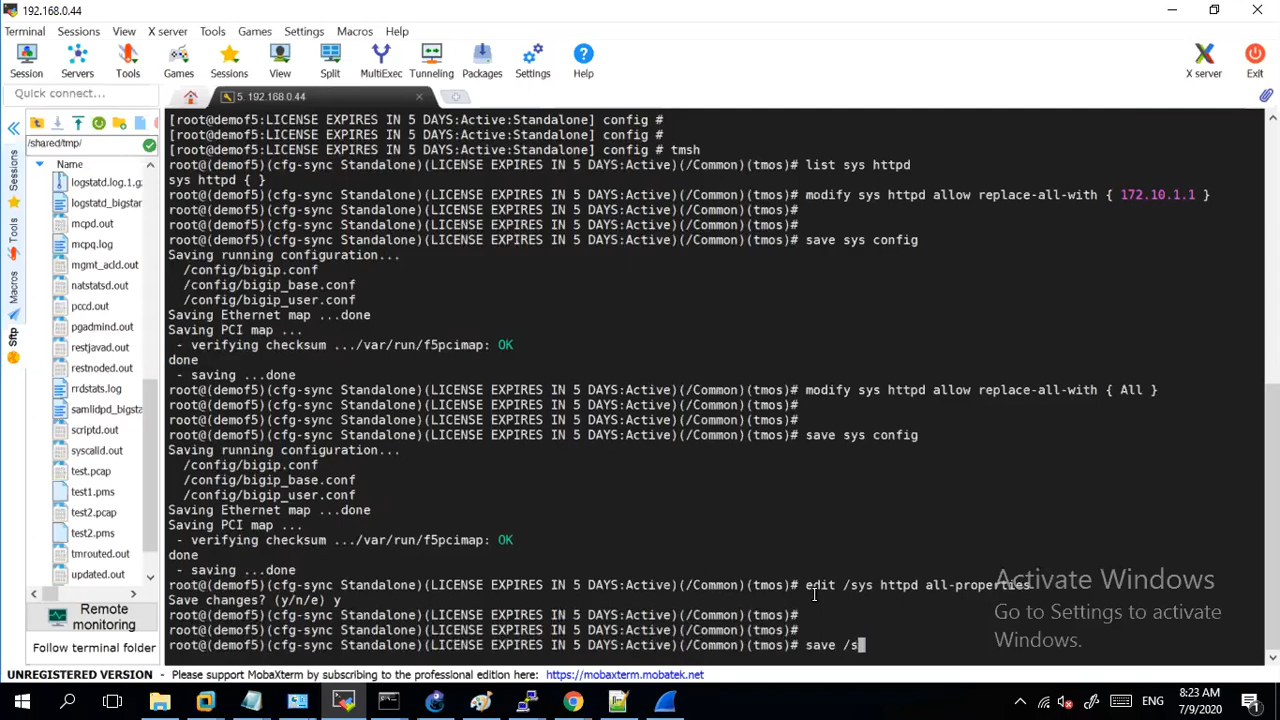 192.168.0.44
Terminal Sessions View X server Tools Games Settings Macros Help
Session Servers Tools Games Sessions View Split MultiExec Tunneling Packages Settings Help X server Exit
Quick connect...
5. 192.168.0.44
/shared/tmp/
Name
logstatd.log.1.g
logstatd_bigstar
mcpd.out
mcpq.log
mgmt_acld.out
natstatsd.out
pccd.out
pgadmind.out
restjavad.out
restnoded.out
rrdstats.log
samlidpd_bigsta
scriptd.out
syscalid.out
test.pcap
test1.pms
test2.pcap
test2.pms
tmrouted.out
updated.out
Remote
monitoring
Follow terminal folder
Sessions
Tools
Macros
Sftp
[root@demof5:LICENSE EXPIRES IN 5 DAYS:Active:Standalone] config #
[root@demof5:LICENSE EXPIRES IN 5 DAYS:Active:Standalone] config #
[root@demof5:LICENSE EXPIRES IN 5 DAYS:Active:Standalone] config # tmsh
root@(demof5)(cfg-sync Standalone)(LICENSE EXPIRES IN 5 DAYS:Active)(/Common)(tmos)# list sys httpd
sys httpd { }
root@(demof5)(cfg-sync Standalone)(LICENSE EXPIRES IN 5 DAYS:Active)(/Common)(tmos)# modify sys httpd allow replace-all-with { 172.10.1.1 }
root@(demof5)(cfg-sync Standalone)(LICENSE EXPIRES IN 5 DAYS:Active)(/Common)(tmos)#
root@(demof5)(cfg-sync Standalone)(LICENSE EXPIRES IN 5 DAYS:Active)(/Common)(tmos)#
root@(demof5)(cfg-sync Standalone)(LICENSE EXPIRES IN 5 DAYS:Active)(/Common)(tmos)# save sys config
Saving running configuration...
/config/bigip.conf
/config/bigip_base.conf
/config/bigip_user.conf
Saving Ethernet map ...done
Saving PCI map ...
- verifying checksum .../var/run/f5pcimap: OK
done
- saving ...done
root@(demof5)(cfg-sync Standalone)(LICENSE EXPIRES IN 5 DAYS:Active)(/Common)(tmos)# modify sys httpd allow replace-all-with { All }
root@(demof5)(cfg-sync Standalone)(LICENSE EXPIRES IN 5 DAYS:Active)(/Common)(tmos)#
root@(demof5)(cfg-sync Standalone)(LICENSE EXPIRES IN 5 DAYS:Active)(/Common)(tmos)#
root@(demof5)(cfg-sync Standalone)(LICENSE EXPIRES IN 5 DAYS:Active)(/Common)(tmos)# save sys config
Saving running configuration...
/config/bigip.conf
/config/bigip_base.conf
/config/bigip_user.conf
Saving Ethernet map ...done
Saving PCI map ...
- verifying checksum .../var/run/f5pcimap: OK
done
- saving ...done
root@(demof5)(cfg-sync Standalone)(LICENSE EXPIRES IN 5 DAYS:Active)(/Common)(tmos)# edit /sys httpd all-properties
Save changes? (y/n/e) y
root@(demof5)(cfg-sync Standalone)(LICENSE EXPIRES IN 5 DAYS:Active)(/Common)(tmos)#
root@(demof5)(cfg-sync Standalone)(LICENSE EXPIRES IN 5 DAYS:Active)(/Common)(tmos)#
root@(demof5)(cfg-sync Standalone)(LICENSE EXPIRES IN 5 DAYS:Active)(/Common)(tmos)# save /s
Activate Windows
Go to Settings to activate
Windows.
UNREGISTERED VERSION - Please support MobaXterm by subscribing to the professional edition here: https://mobaxterm.mobatek.net
ENG
8:23 AM
7/9/2020
1